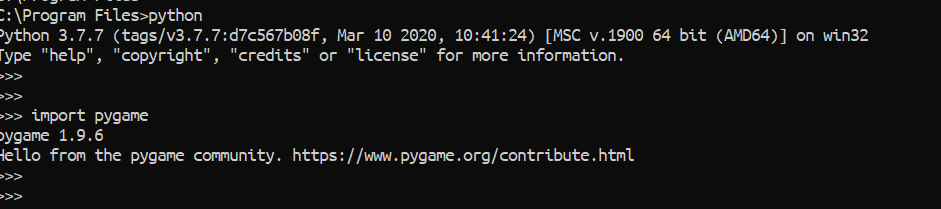 C:\Program Files>python
Python 3.7.7 (tags/v3.7.7:d7c567b08f, Mar 10 2020, 10:41:24) [MSC v.1900 64 bit (AMD64)] on win32
Type "help", "copyright", "credits" or "license" for more information.
>>>
>>>
>>> import pygame
pygame 1.9.6
Hello from the pygame community. https://www.pygame.org/contribute.html
>>>
>>>